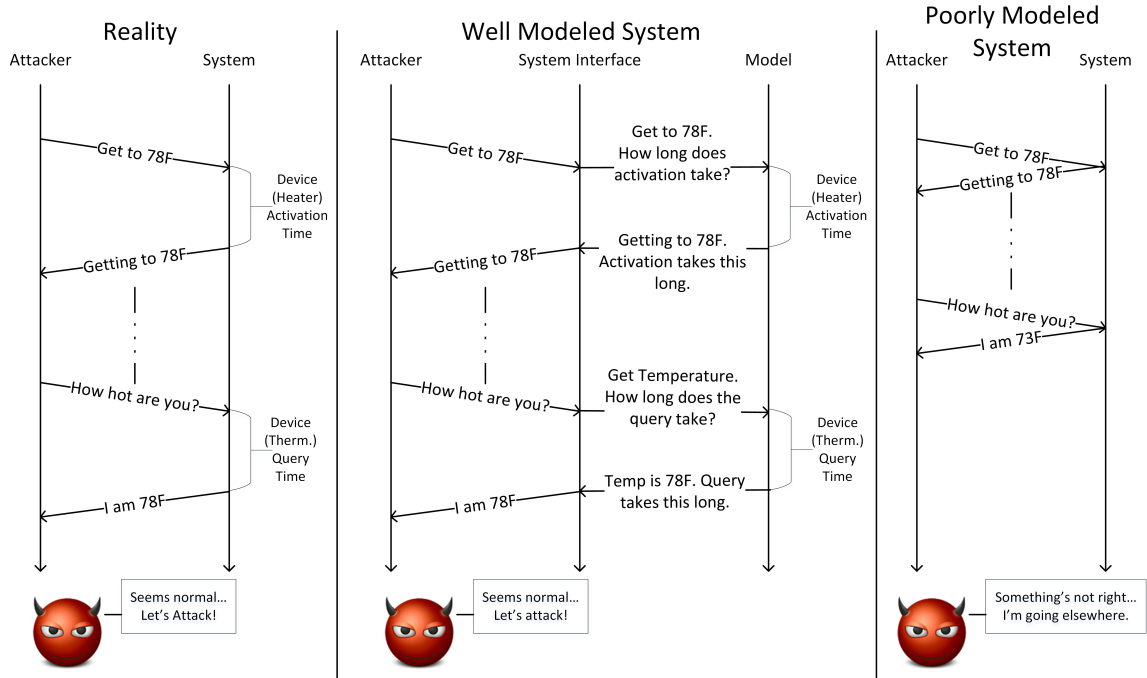 Reality
Attacker
System
Get to 78F
Device
(Heater)
Activation
Time
Getting to 78F
How hot are you?
Device
(Therm.)
Query
Time
I am 78F
Seems normal…
Let's Attack!
Well Modeled System
Attacker
System Interface
Model
Get to 78F
Get to 78F.
How long does
activation take?
Device
(Heater)
Activation
Time
Getting to 78F.
Activation takes this
long.
Getting to 78F
How hot are you?
Get Temperature.
How long does the
query take?
Device
(Therm.)
Query
Time
Temp is 78F. Query
takes this long.
I am 78F
Seems normal…
Let's attack!
Poorly Modeled
System
Attacker
System
Get to 78F
Getting to 78F
How hot are you?
I am 73F
Something's not right…
I'm going elsewhere.